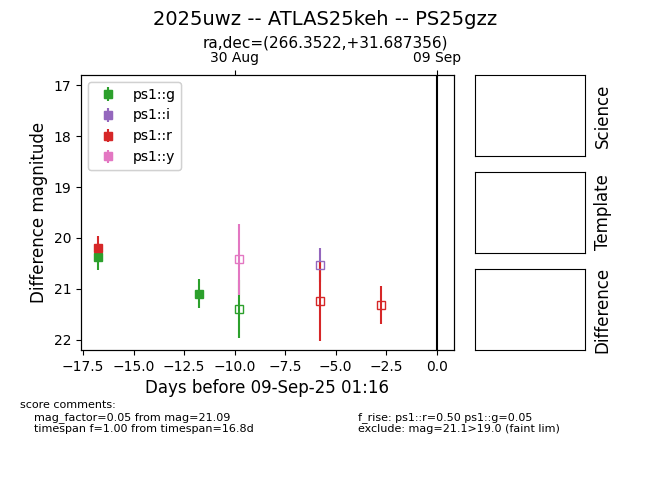 2025uwz -- ATLAS25keh -- PS25gzz
ra,dec=(266.3522,+31.687356)
30 Aug 09 Sep
ps1::g
ps1::i
ps1::r
ps1::y
17
18
19
20
21
22
Difference magnitude
−17.5 −15.0 −12.5 −10.0 −7.5 −5.0 −2.5 0.0
Days before 09-Sep-25 01:16
Science
Template
Difference
score comments:
mag_factor=0.05 from mag=21.09
timespan f=1.00 from timespan=16.8d
f_rise: ps1::r=0.50 ps1::g=0.05
exclude: mag=21.1>19.0 (faint lim)